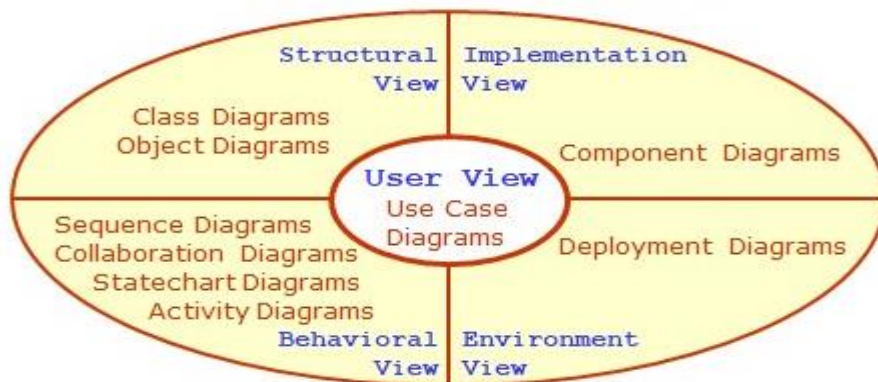 Structural
View
Class Diagrams
Object Diagrams
Implementation
View
Component Diagrams
User View
Use Case
Diagrams
Sequence Diagrams
Collaboration Diagrams
Statechart Diagrams
Activity Diagrams
Behavioral
View
Deployment Diagrams
Environment
View